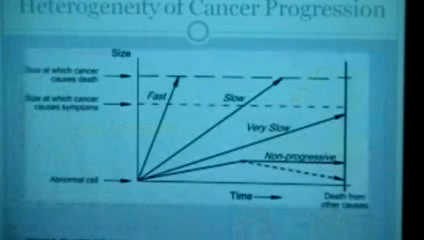 Heterogeneity of Cancer Progression
Size
Size at which cancer
causes death
Fast
Slow
Size at which cancer
causes symptoms
Very Slow
Non-progressive
Abnormal cell
Time
Death from
other causes